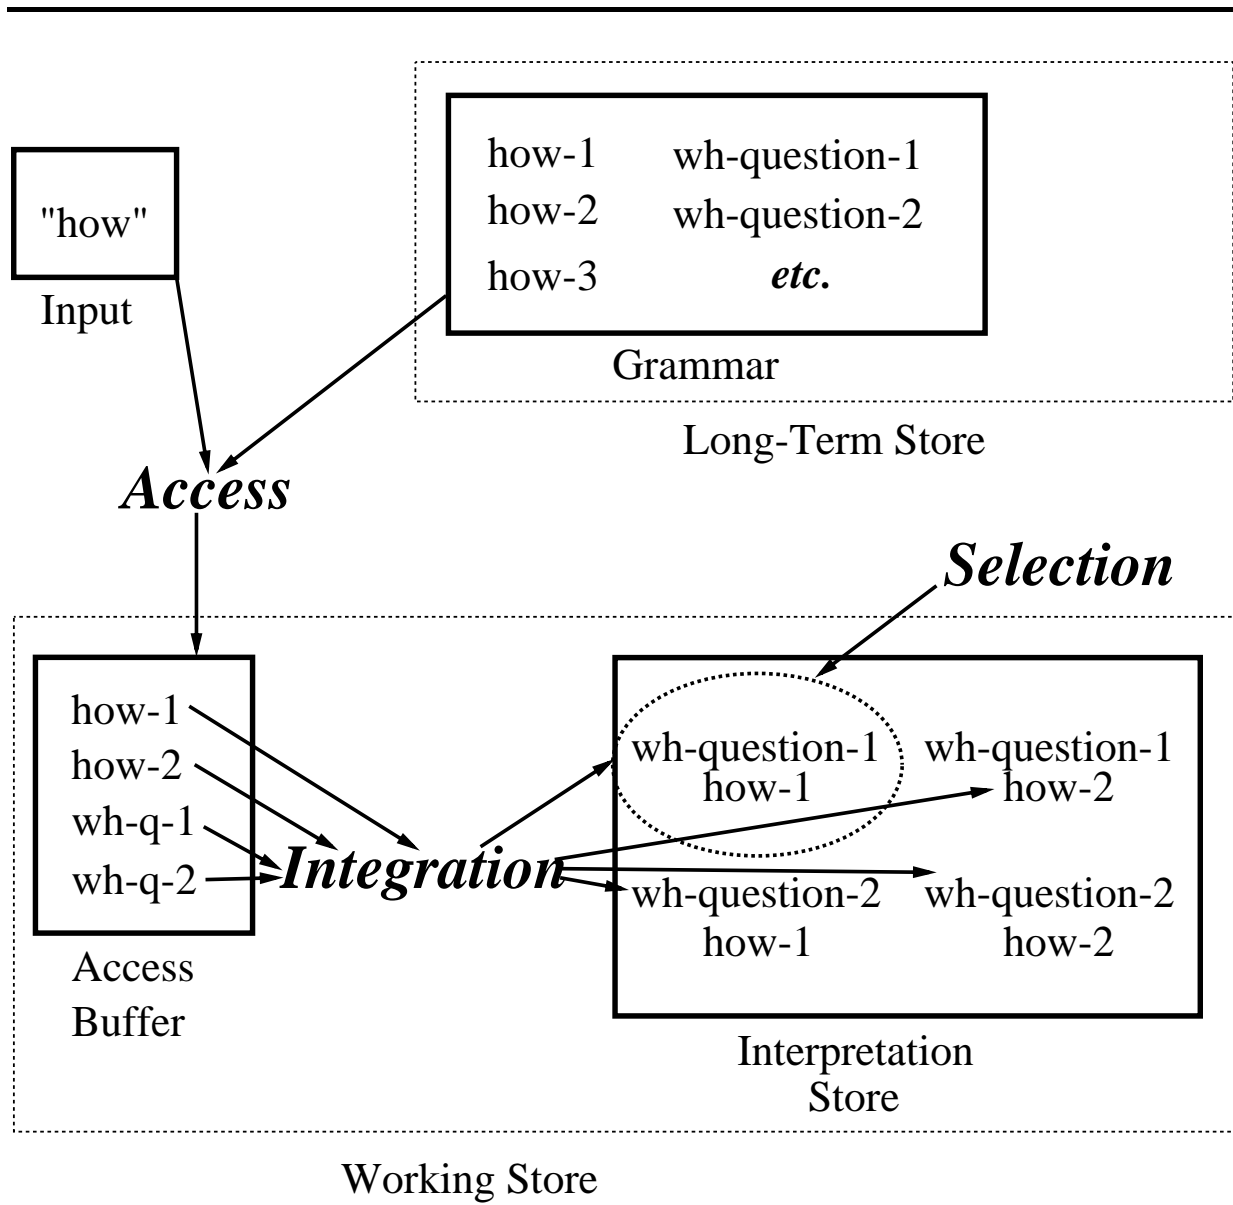 how-1 wh-question-1
"how"
how-2 wh-question-2
how-3 etc.
Input
Grammar
Long-Term Store
Access
Selection
how-1
how-2
wh-q-1
wh-q-2
Integration
wh-question-1
how-1
wh-question-1
how-2
wh-question-2
how-1
wh-question-2
how-2
Access
Buffer
Interpretation
Store
Working Store